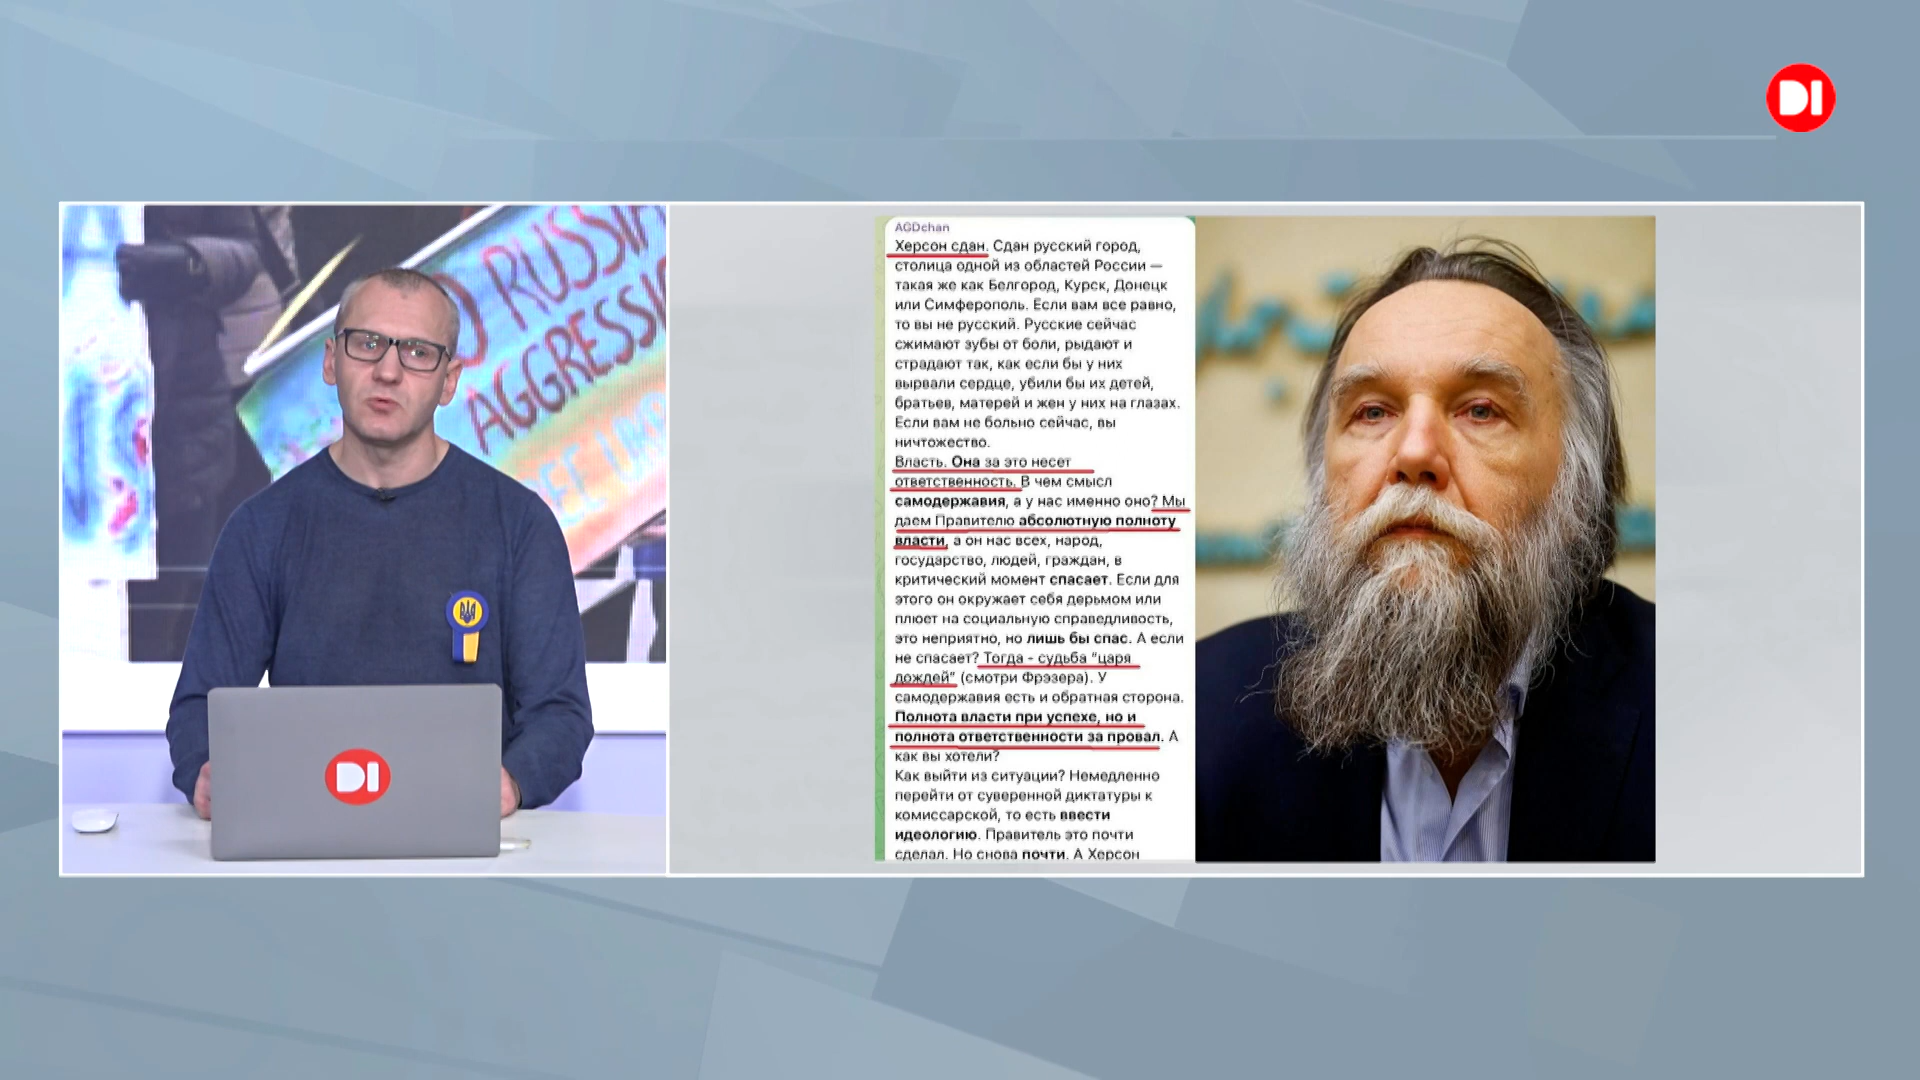 DI
NO RUSSIA
AGGRESSI
AGDchan
Херсон сдан. Сдан русский город,
столица одной из областей России —
такая же как Белгород, Курск, Донецк
или Симферополь. Если вам все равно,
то вы не русский. Русские сейчас
сжимают зубы от боли, рыдают и
страдают так, как если бы у них
вырвали сердце, убили бы их детей,
братьев, матерей и жен у них на глазах.
Если вам не больно сейчас, вы
ничтожество.
Власть. Она за это несет
ответственность. В чем смысл
самодержавия, а у нас именно оно? Мы
даем Правителю абсолютную полноту
власти, а он нас всех, народ,
государство, людей, граждан, в
критический момент спасает. Если для
этого он окружает себя дерьмом или
плюет на социальную справедливость,
это неприятно, но лишь бы спас. А если
не спасает? Тогда - судьба "царя
дождей" (смотри Фрэзера). У
самодержавия есть и обратная сторона.
Полнота власти при успехе, но и
полнота ответственности за провал. А
как вы хотели?
Как выйти из ситуации? Немедленно
перейти от суверенной диктатуры к
комиссарской, то есть ввести
идеологию. Правитель это почти
сделал. Но снова почти. А Херсон
DI